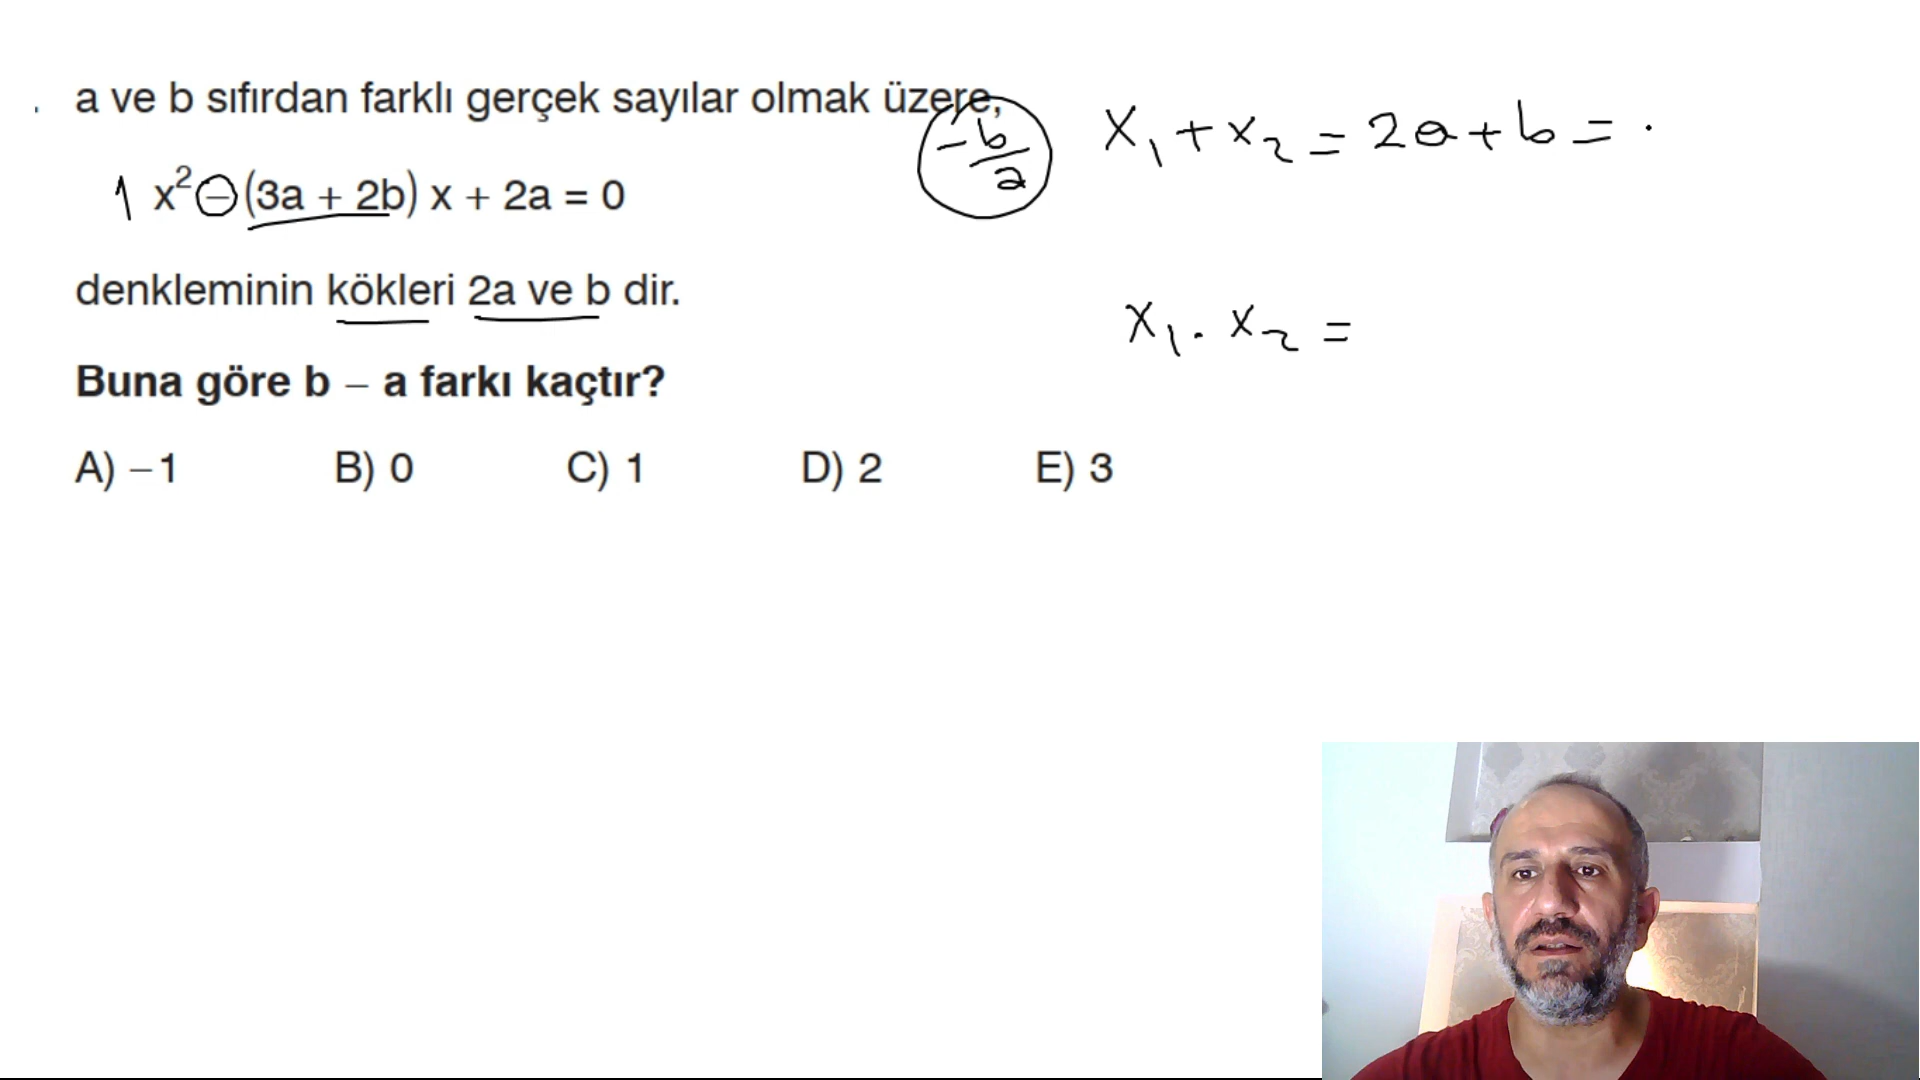 a ve b sıfırdan farklı gerçek sayılar olmak üzere,
1 x² – (3a + 2b) x + 2a = 0
denkleminin kökleri 2a ve b dir.
Buna göre b – a farkı kaçtır?
A) –1 B) 0 C) 1 D) 2 E) 3
–b/a x₁ + x₂ = 2a + b = .
x₁ . x₂ =